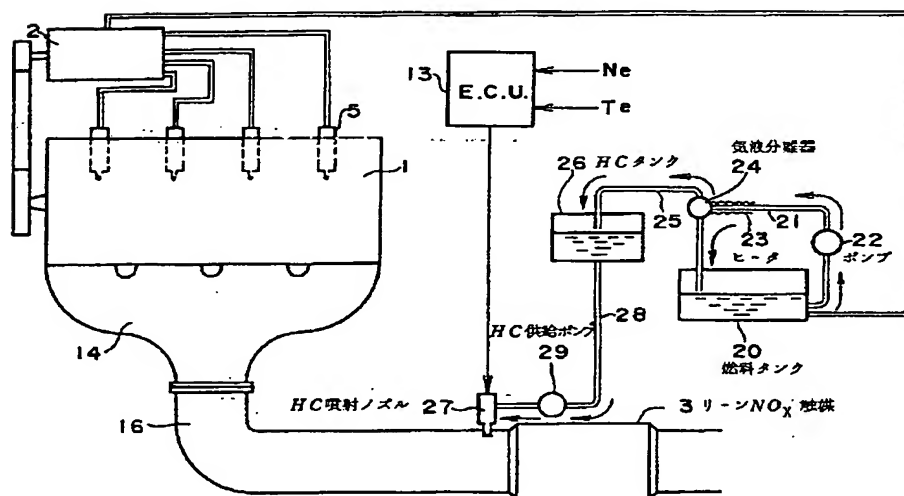 2
5
1
13
E.C.U.
Ne
Te
気液分離器
24
26
HCタンク
25
21
23
ヒータ
22
ポンプ
28
20
燃料タンク
14
HC供給ポンプ
29
HC噴射ノズル
27
16
3 リーンNOX触媒